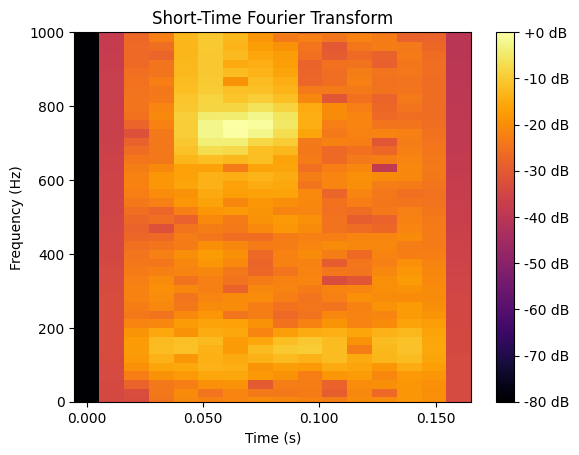 Short-Time Fourier Transform
1000
800
600
400
200
0
Frequency (Hz)
0.000
0.050
0.100
0.150
Time (s)
+0 dB
-10 dB
-20 dB
-30 dB
-40 dB
-50 dB
-60 dB
-70 dB
-80 dB